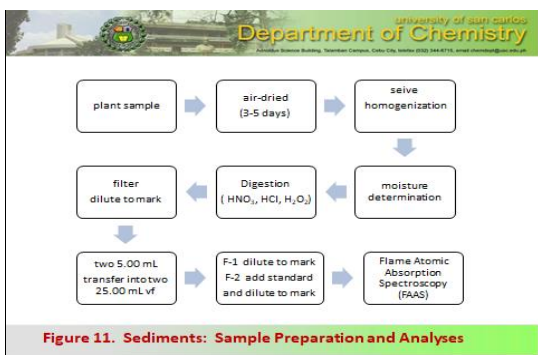 university of san carlos
Department of Chemistry
plant sample
air-dried
(3-5 days)
seive
homogenization
moisture
determination
Digestion
( HNO₃, HCl, H₂O₂)
filter
dilute to mark
two 5.00 mL
transfer into two
25.00 mL vf
F-1 dilute to mark
F-2 add standard
and dilute to mark
Flame Atomic
Absorption
Spectroscopy
(FAAS)
Figure 11. Sediments: Sample Preparation and Analyses